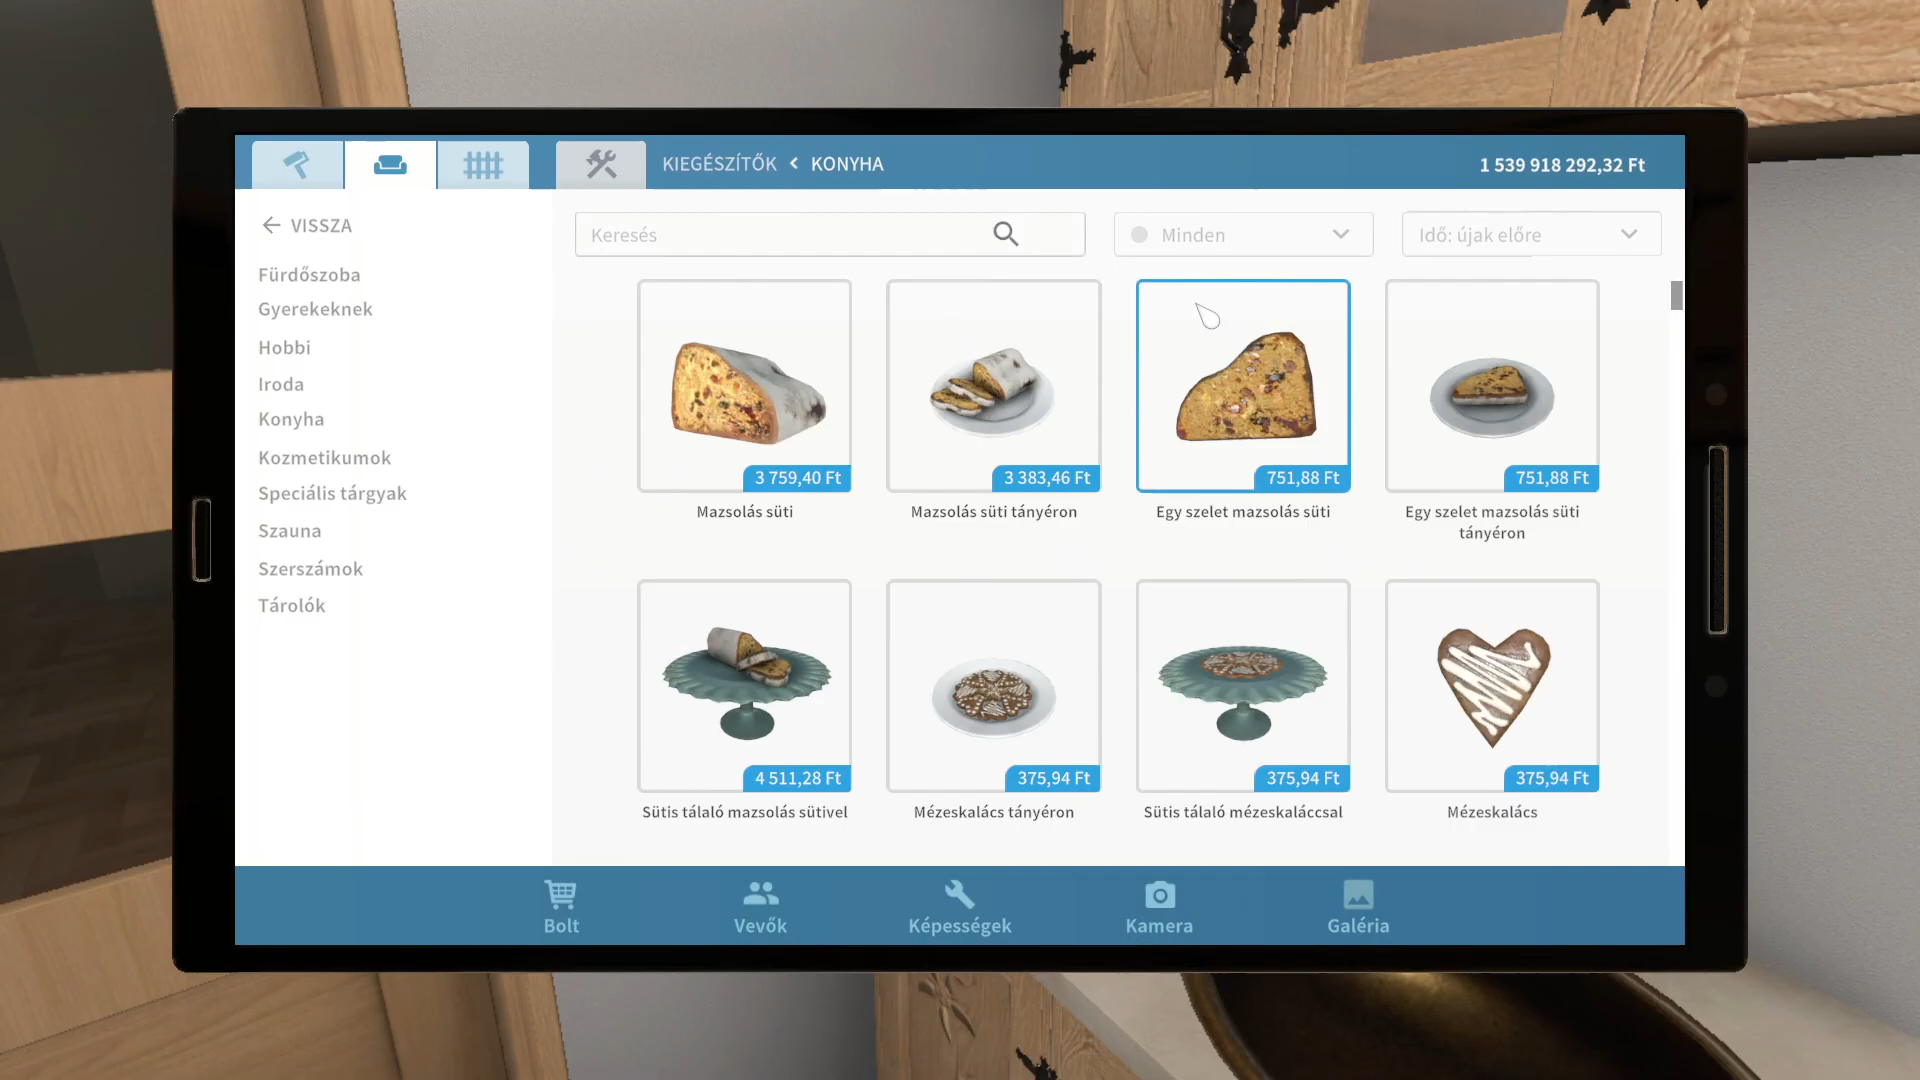 KIEGÉSZÍTŐK < KONYHA
1 539 918 292,32 Ft
VISSZA
Fürdőszoba
Gyerekeknek
Hobbi
Iroda
Konyha
Kozmetikumok
Speciális tárgyak
Szauna
Szerszámok
Tárolók
Keresés
Minden
Idő: újak előre
3 759,40 Ft
3 383,46 Ft
751,88 Ft
751,88 Ft
Mazsolás süti
Mazsolás süti tányéron
Egy szelet mazsolás süti
Egy szelet mazsolás süti
tányéron
4 511,28 Ft
375,94 Ft
375,94 Ft
375,94 Ft
Sütis tálaló mazsolás sütivel
Mézeskalács tányéron
Sütis tálaló mézeskaláccsal
Mézeskalács
Bolt
Vevők
Képességek
Kamera
Galéria